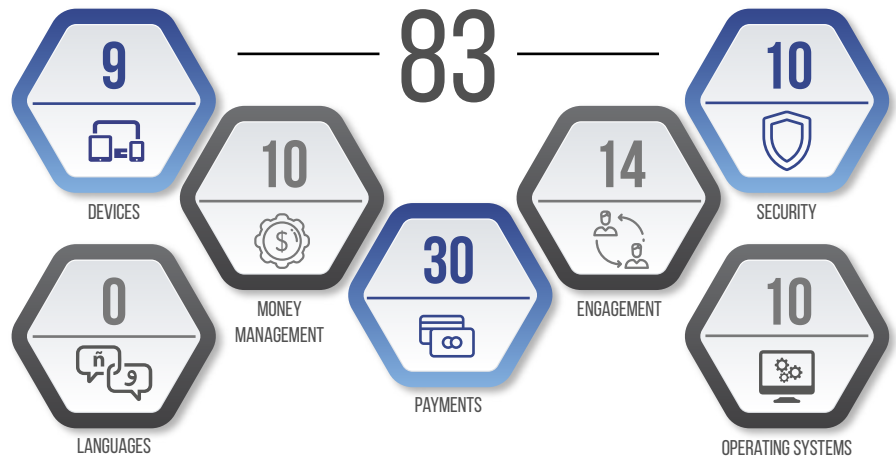 83
9
DEVICES
10
MONEY
MANAGEMENT
30
PAYMENTS
14
ENGAGEMENT
10
SECURITY
0
ñ و
LANGUAGES
10
OPERATING SYSTEMS